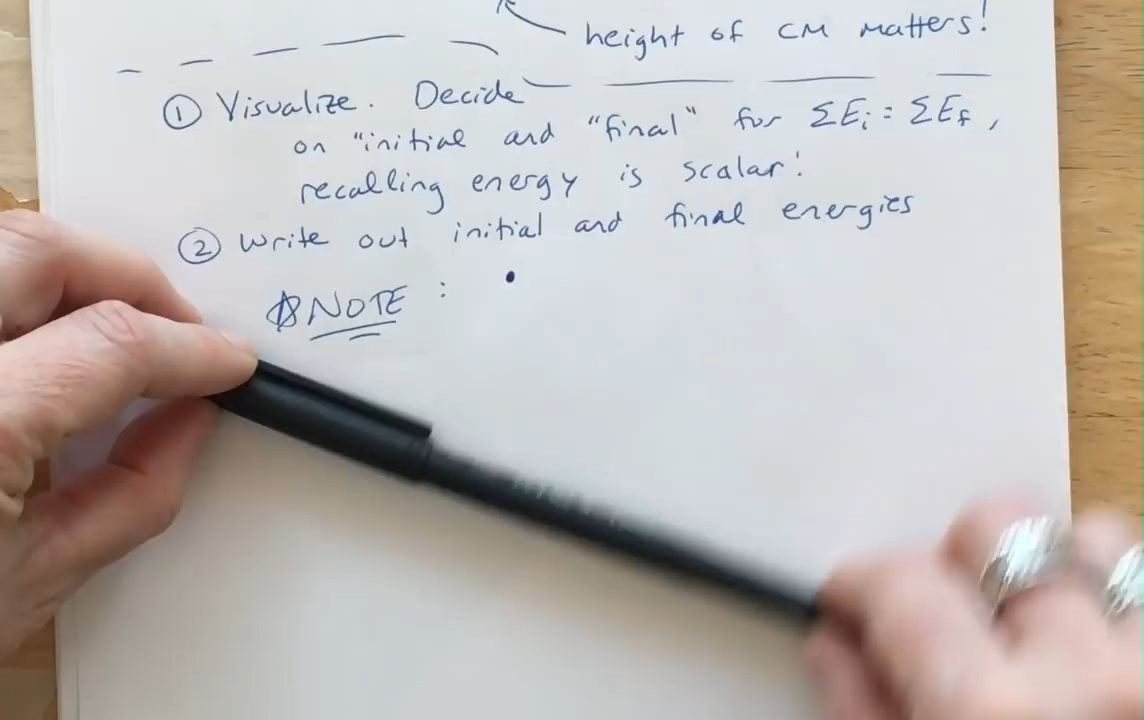 height of CM matters!
① Visualize. Decide
on "initial and "final" for ΣEi = ΣEf,
recalling energy is scalar!
② Write out initial and final energies
☆NOTE :